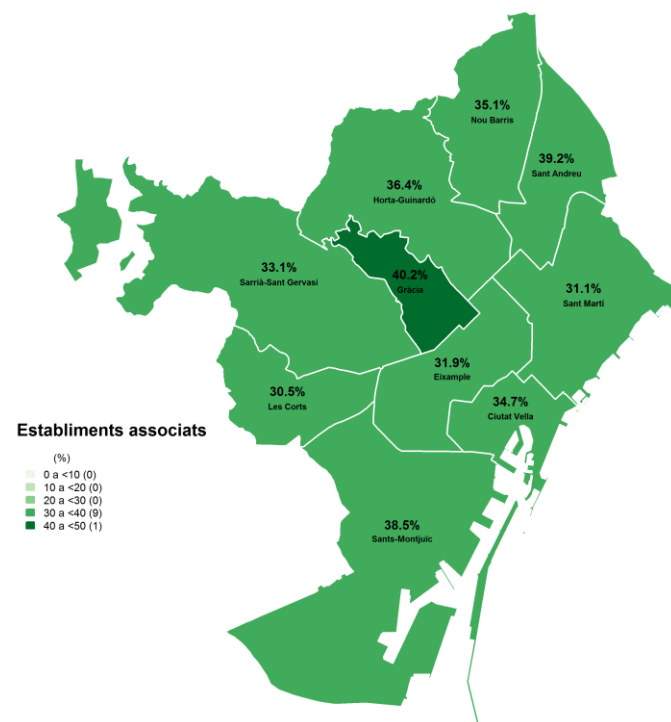 35.1%
Nou Barris
39.2%
Sant Andreu
36.4%
Horta-Guinardó
33.1%
Sarrià-Sant Gervasi
40.2%
Gràcia
31.1%
Sant Martí
31.9%
Eixample
30.5%
Les Corts
34.7%
Ciutat Vella
38.5%
Sants-Montjuïc
Establiments associats
(%)
0 a <10 (0)
10 a <20 (0)
20 a <30 (0)
30 a <40 (9)
40 a <50 (1)